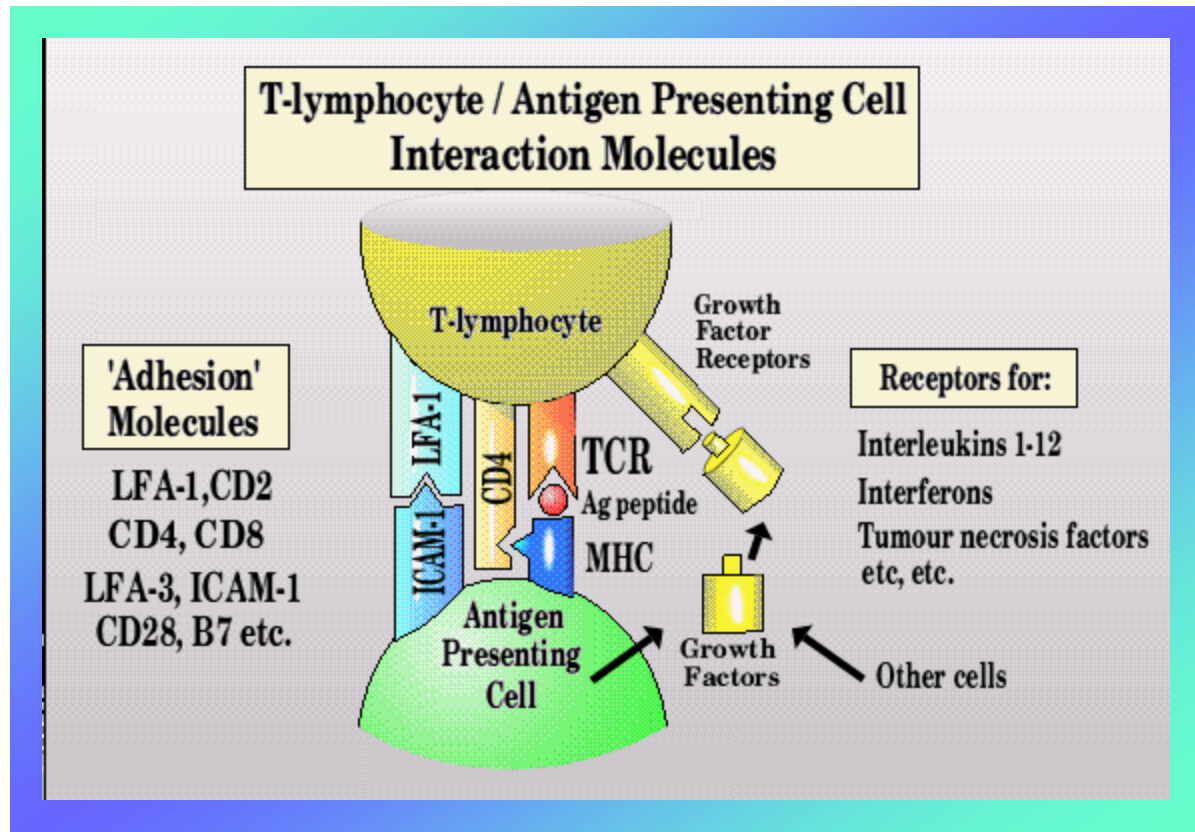 T-lymphocyte / Antigen Presenting Cell
Interaction Molecules
T-lymphocyte
Growth
Factor
Receptors
'Adhesion'
Molecules
LFA-1,CD2
CD4, CD8
LFA-3, ICAM-1
CD28, B7 etc.
LFA-1
ICAM-1
CD4
TCR
Ag peptide
MHC
Antigen
Presenting
Cell
Growth
Factors
Other cells
Receptors for:
Interleukins 1-12
Interferons
Tumour necrosis factors
etc, etc.